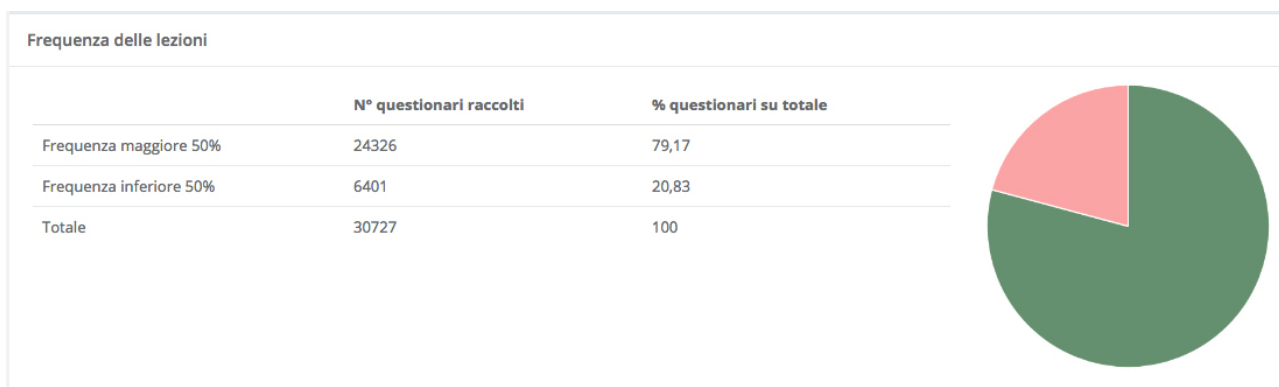 Frequenza delle lezioni
N° questionari raccolti % questionari su totale
Frequenza maggiore 50% 24326 79,17
Frequenza inferiore 50% 6401 20,83
Totale 30727 100